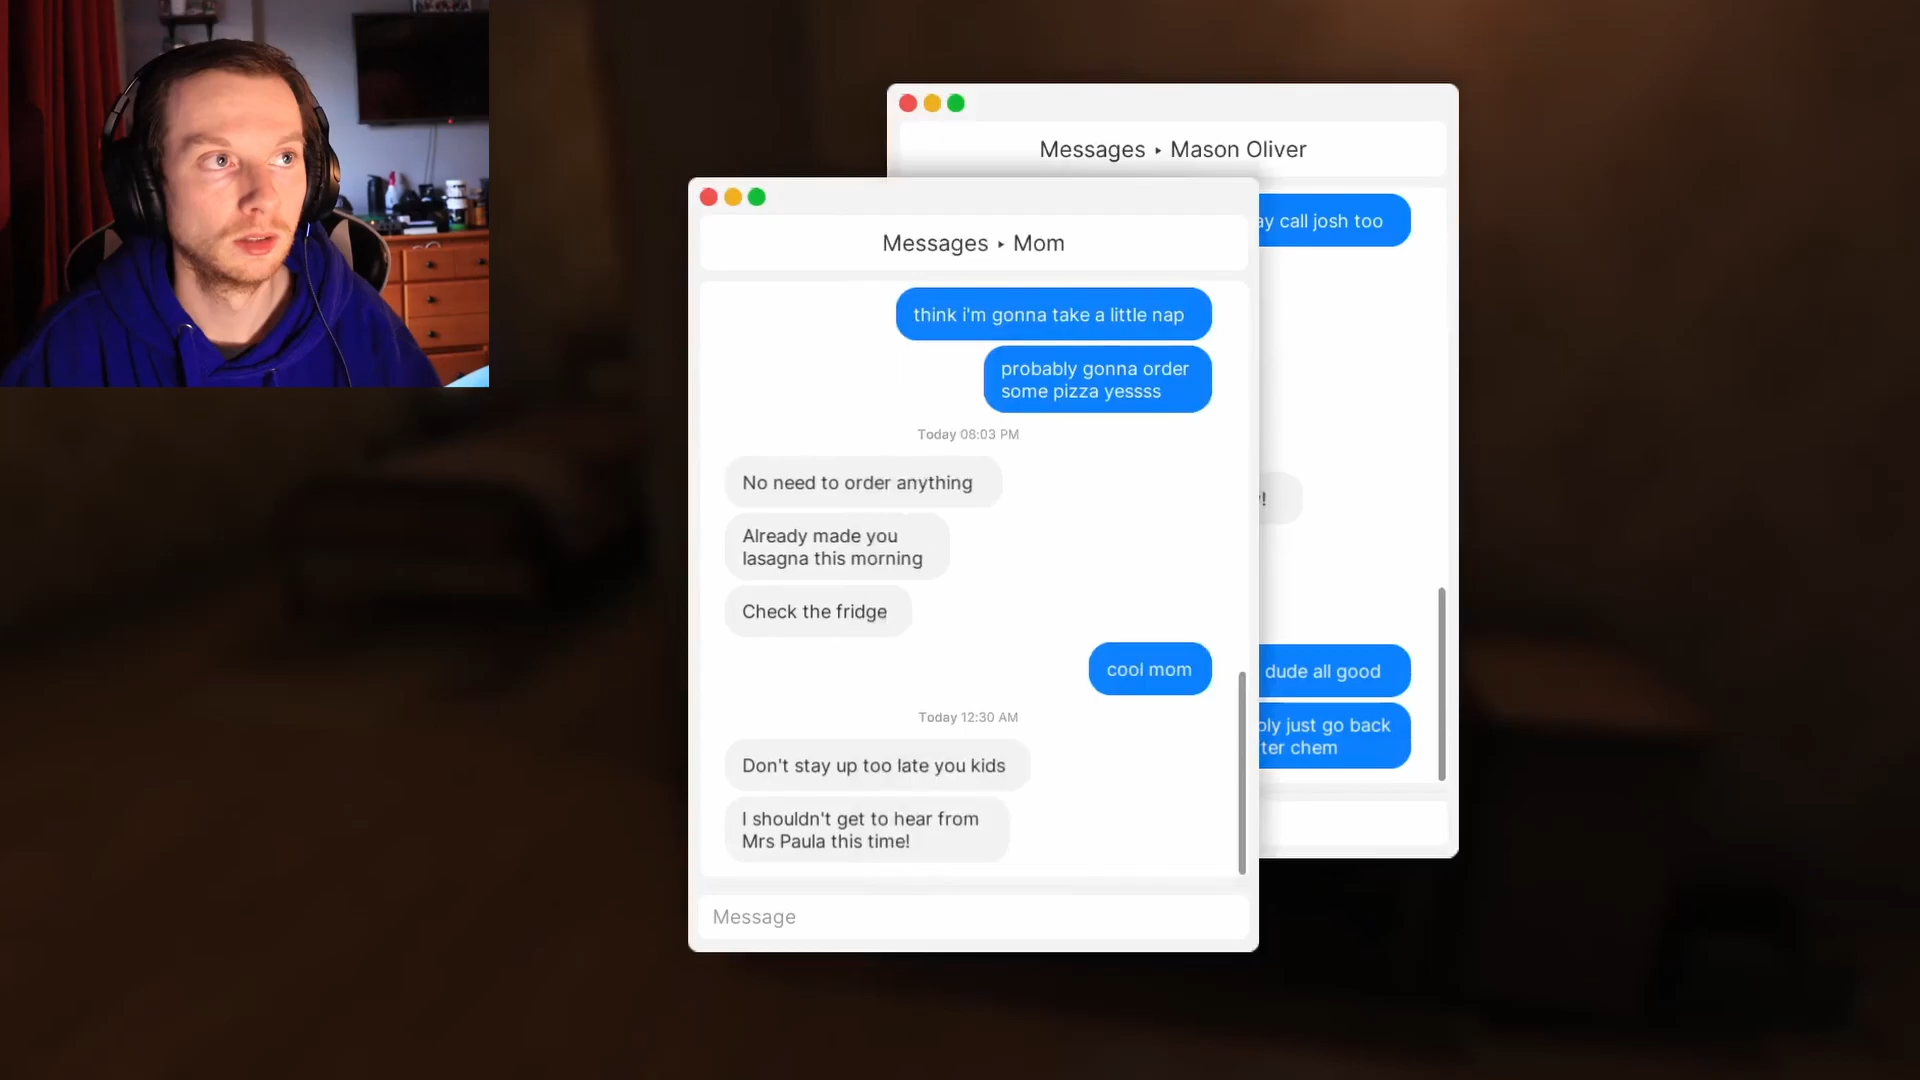 Messages ▸ Mason Oliver
call josh too
dude all good
just go back
chem
Messages ▸ Mom
think i'm gonna take a little nap
probably gonna order
some pizza yessss
Today 08:03 PM
No need to order anything
Already made you
lasagna this morning
Check the fridge
cool mom
Today 12:30 AM
Don't stay up too late you kids
I shouldn't get to hear from
Mrs Paula this time!
Message